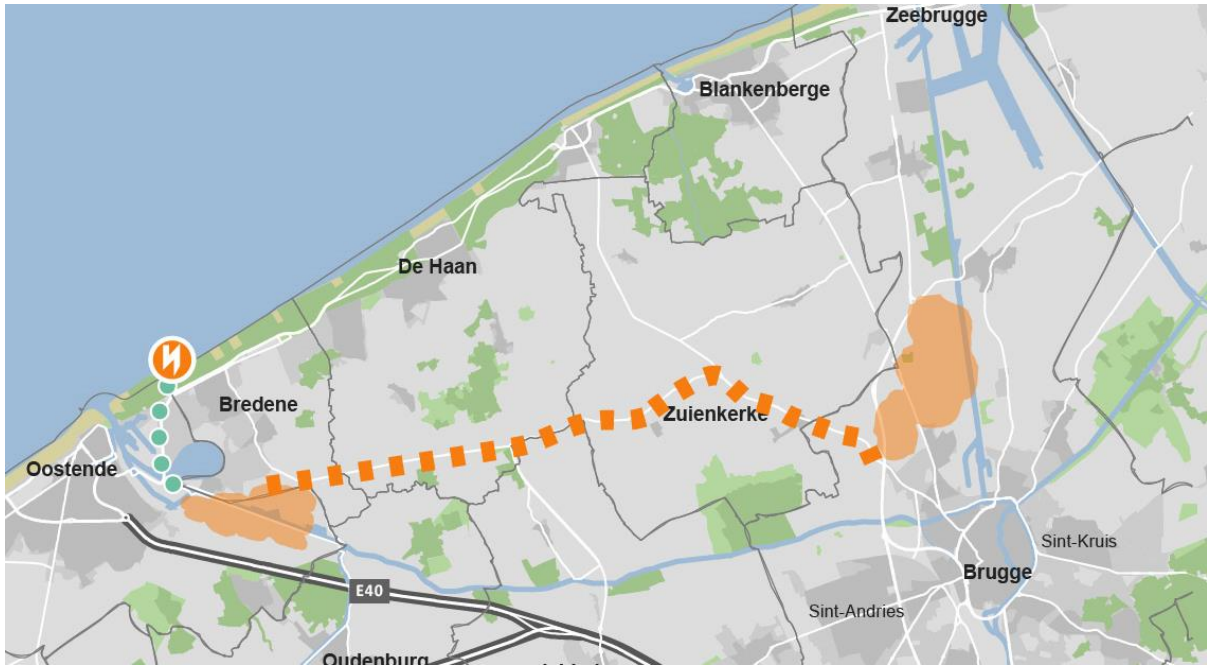 Zeebrugge
Blankenberge
De Haan
Bredene
Zuienkerke
Oostende
Sint-Kruis
Brugge
E40
Sint-Andries
Oudenburg